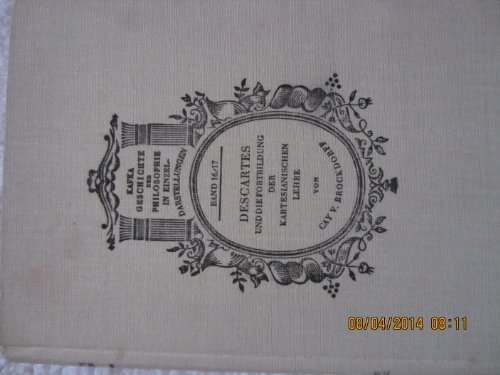 KAFKA
GESCHICHTE
DER
PHILOSOPHIE
IN EINZEL-
DARSTELLUNGEN
BAND 16/17
DESCARTES
UND DIE FORTBILDUNG
DER
KARTESIANISCHEN
LEHRE
VON
CAY V. BROCKDORFF
08/04/2014 08:11